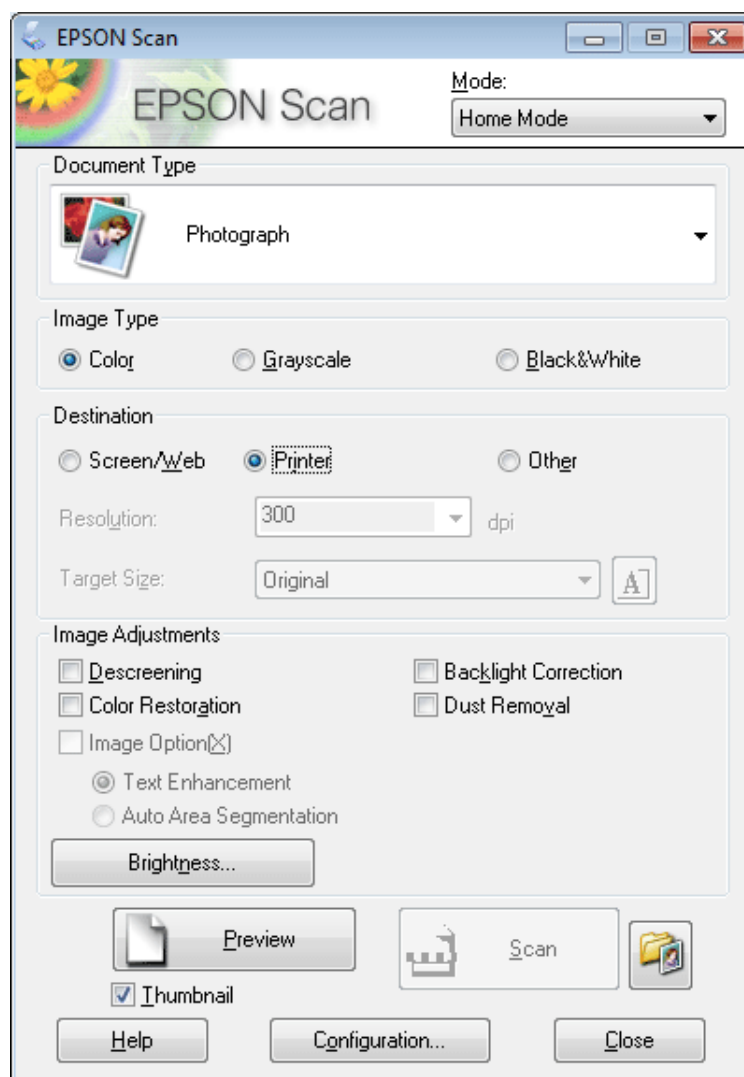 EPSON Scan
EPSON Scan
Mode:
Home Mode
Document Type
Photograph
Image Type
Color
Grayscale
Black&White
Destination
Screen/Web
Printer
Other
Resolution:
300
dpi
Target Size:
Original
A
Image Adjustments
Descreening
Backlight Correction
Color Restoration
Dust Removal
Image Option(X)
Text Enhancement
Auto Area Segmentation
Brightness...
Preview
Scan
Thumbnail
Help
Configuration...
Close